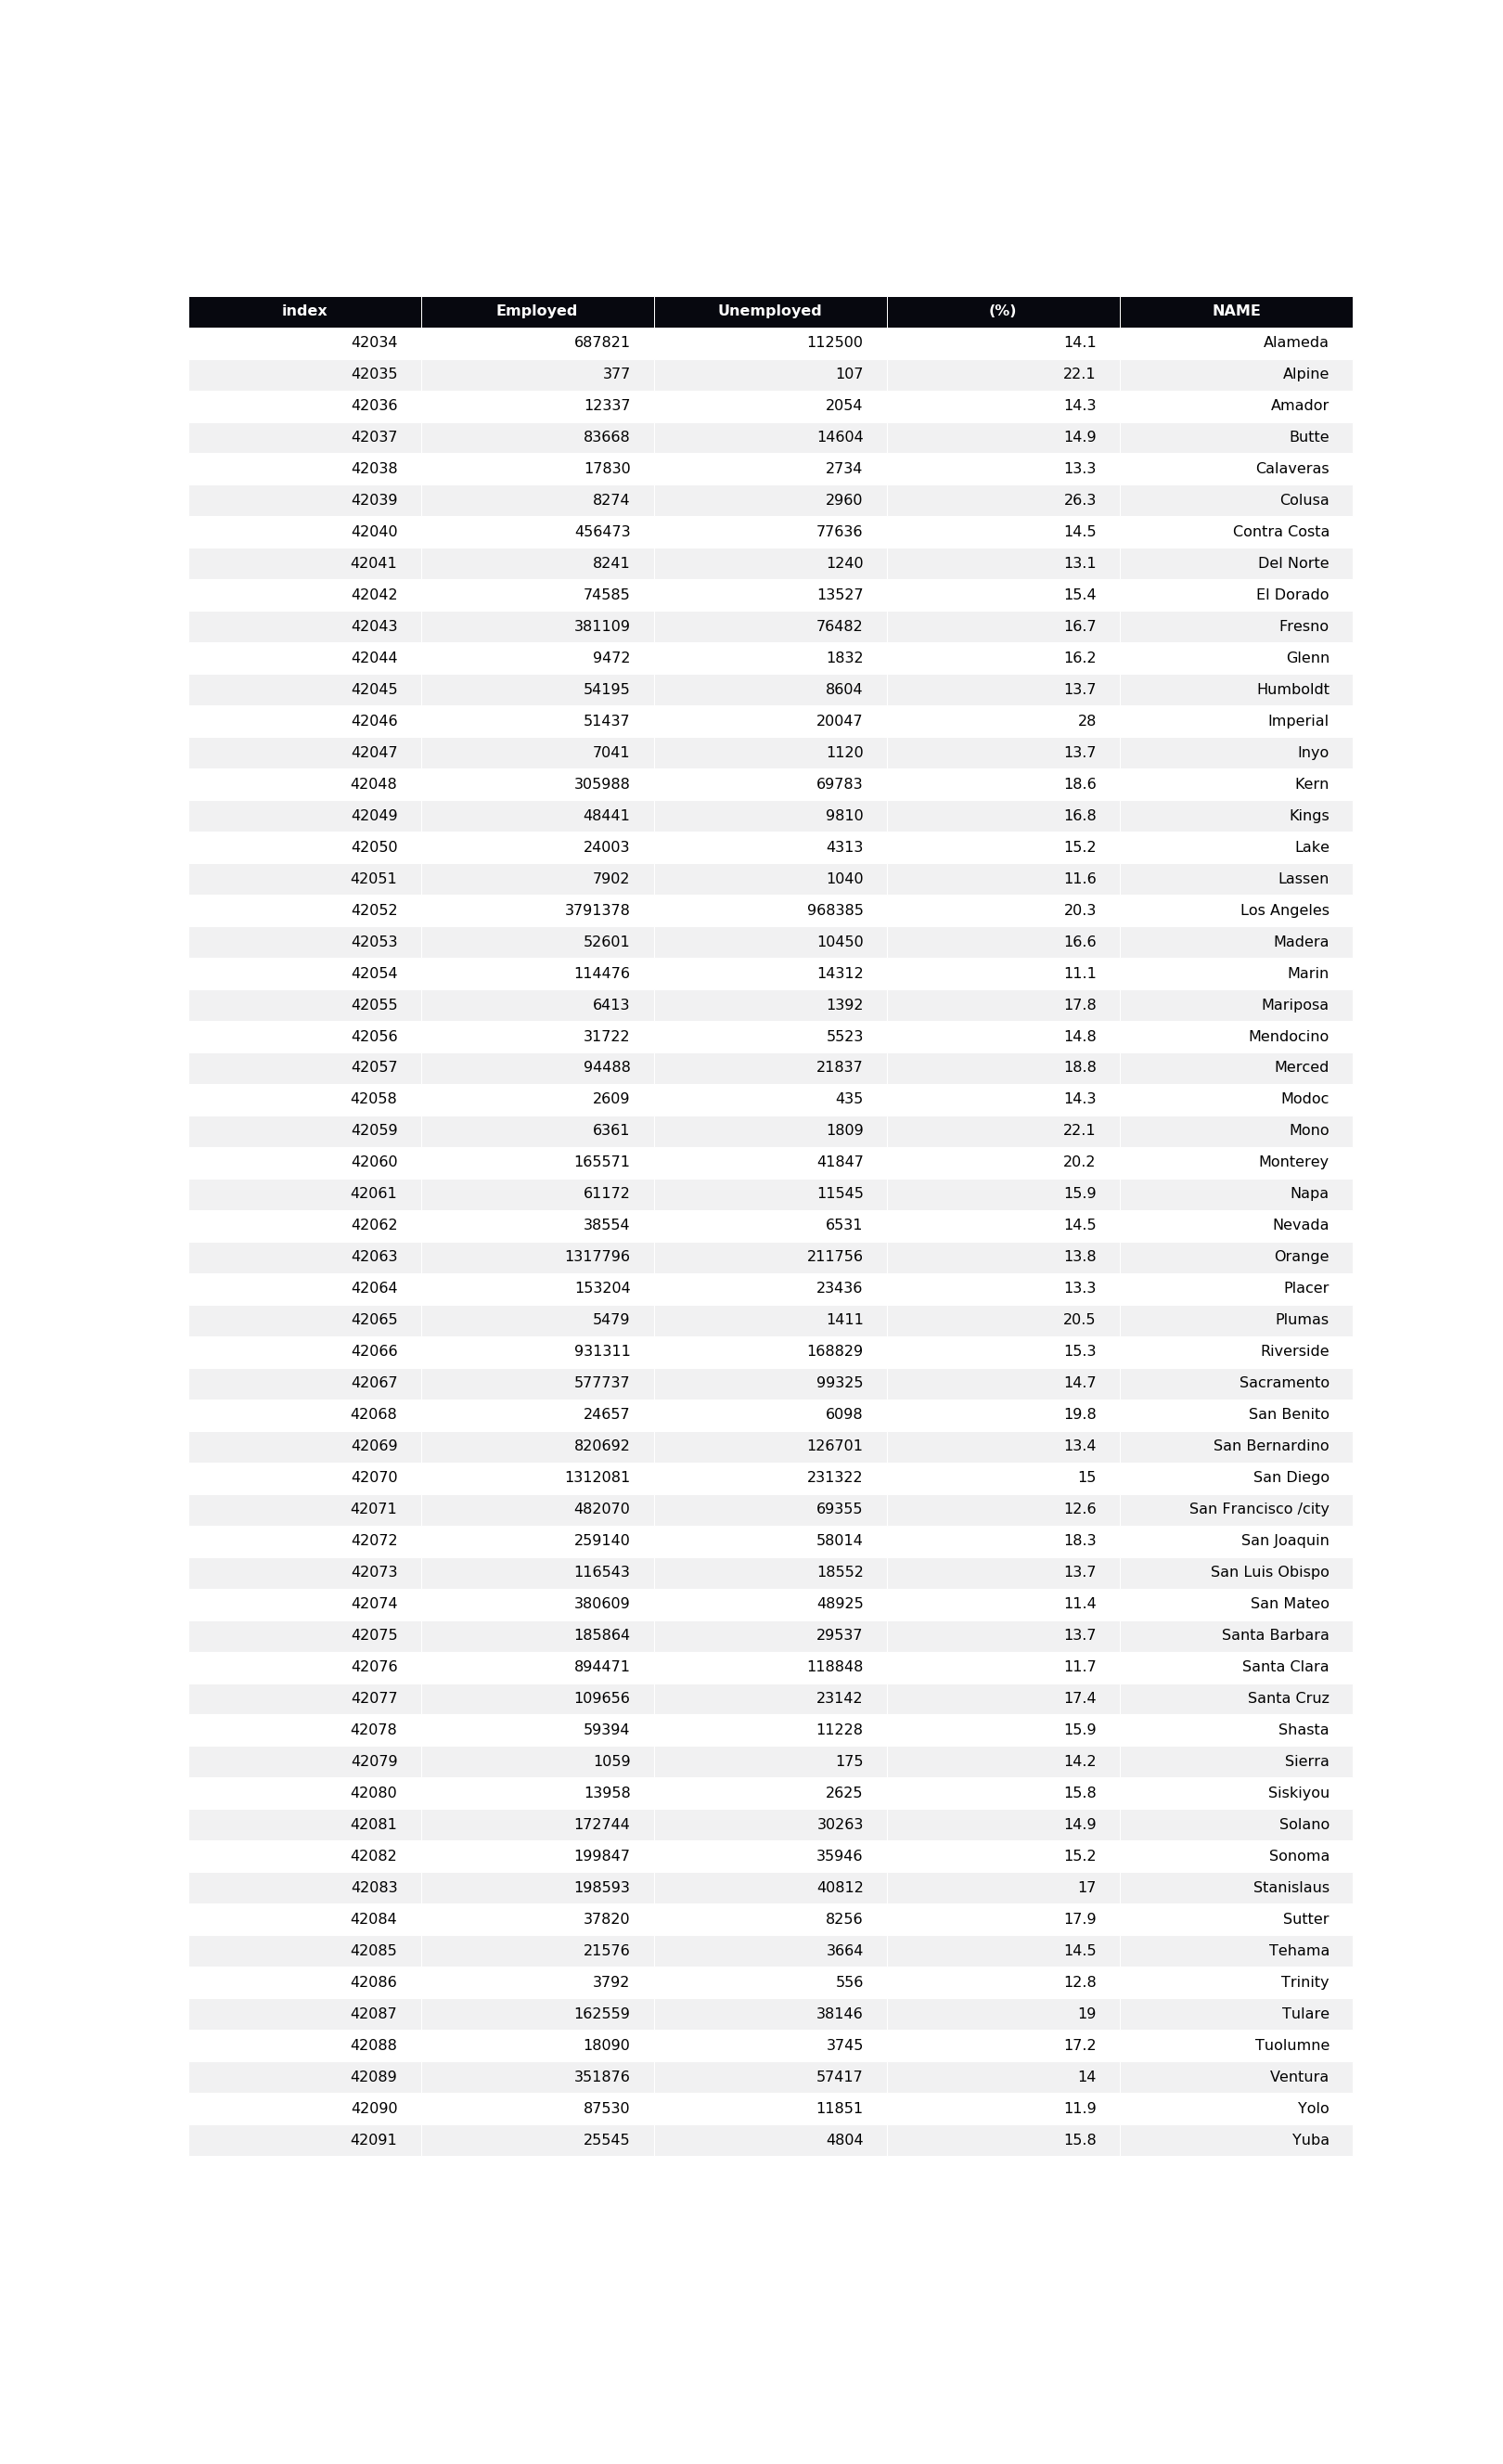 index Employed Unemployed (%) NAME
42034 687821 112500 14.1 Alameda
42035 377 107 22.1 Alpine
42036 12337 2054 14.3 Amador
42037 83668 14604 14.9 Butte
42038 17830 2734 13.3 Calaveras
42039 8274 2960 26.3 Colusa
42040 456473 77636 14.5 Contra Costa
42041 8241 1240 13.1 Del Norte
42042 74585 13527 15.4 El Dorado
42043 381109 76482 16.7 Fresno
42044 9472 1832 16.2 Glenn
42045 54195 8604 13.7 Humboldt
42046 51437 20047 28 Imperial
42047 7041 1120 13.7 Inyo
42048 305988 69783 18.6 Kern
42049 48441 9810 16.8 Kings
42050 24003 4313 15.2 Lake
42051 7902 1040 11.6 Lassen
42052 3791378 968385 20.3 Los Angeles
42053 52601 10450 16.6 Madera
42054 114476 14312 11.1 Marin
42055 6413 1392 17.8 Mariposa
42056 31722 5523 14.8 Mendocino
42057 94488 21837 18.8 Merced
42058 2609 435 14.3 Modoc
42059 6361 1809 22.1 Mono
42060 165571 41847 20.2 Monterey
42061 61172 11545 15.9 Napa
42062 38554 6531 14.5 Nevada
42063 1317796 211756 13.8 Orange
42064 153204 23436 13.3 Placer
42065 5479 1411 20.5 Plumas
42066 931311 168829 15.3 Riverside
42067 577737 99325 14.7 Sacramento
42068 24657 6098 19.8 San Benito
42069 820692 126701 13.4 San Bernardino
42070 1312081 231322 15 San Diego
42071 482070 69355 12.6 San Francisco /city
42072 259140 58014 18.3 San Joaquin
42073 116543 18552 13.7 San Luis Obispo
42074 380609 48925 11.4 San Mateo
42075 185864 29537 13.7 Santa Barbara
42076 894471 118848 11.7 Santa Clara
42077 109656 23142 17.4 Santa Cruz
42078 59394 11228 15.9 Shasta
42079 1059 175 14.2 Sierra
42080 13958 2625 15.8 Siskiyou
42081 172744 30263 14.9 Solano
42082 199847 35946 15.2 Sonoma
42083 198593 40812 17 Stanislaus
42084 37820 8256 17.9 Sutter
42085 21576 3664 14.5 Tehama
42086 3792 556 12.8 Trinity
42087 162559 38146 19 Tulare
42088 18090 3745 17.2 Tuolumne
42089 351876 57417 14 Ventura
42090 87530 11851 11.9 Yolo
42091 25545 4804 15.8 Yuba